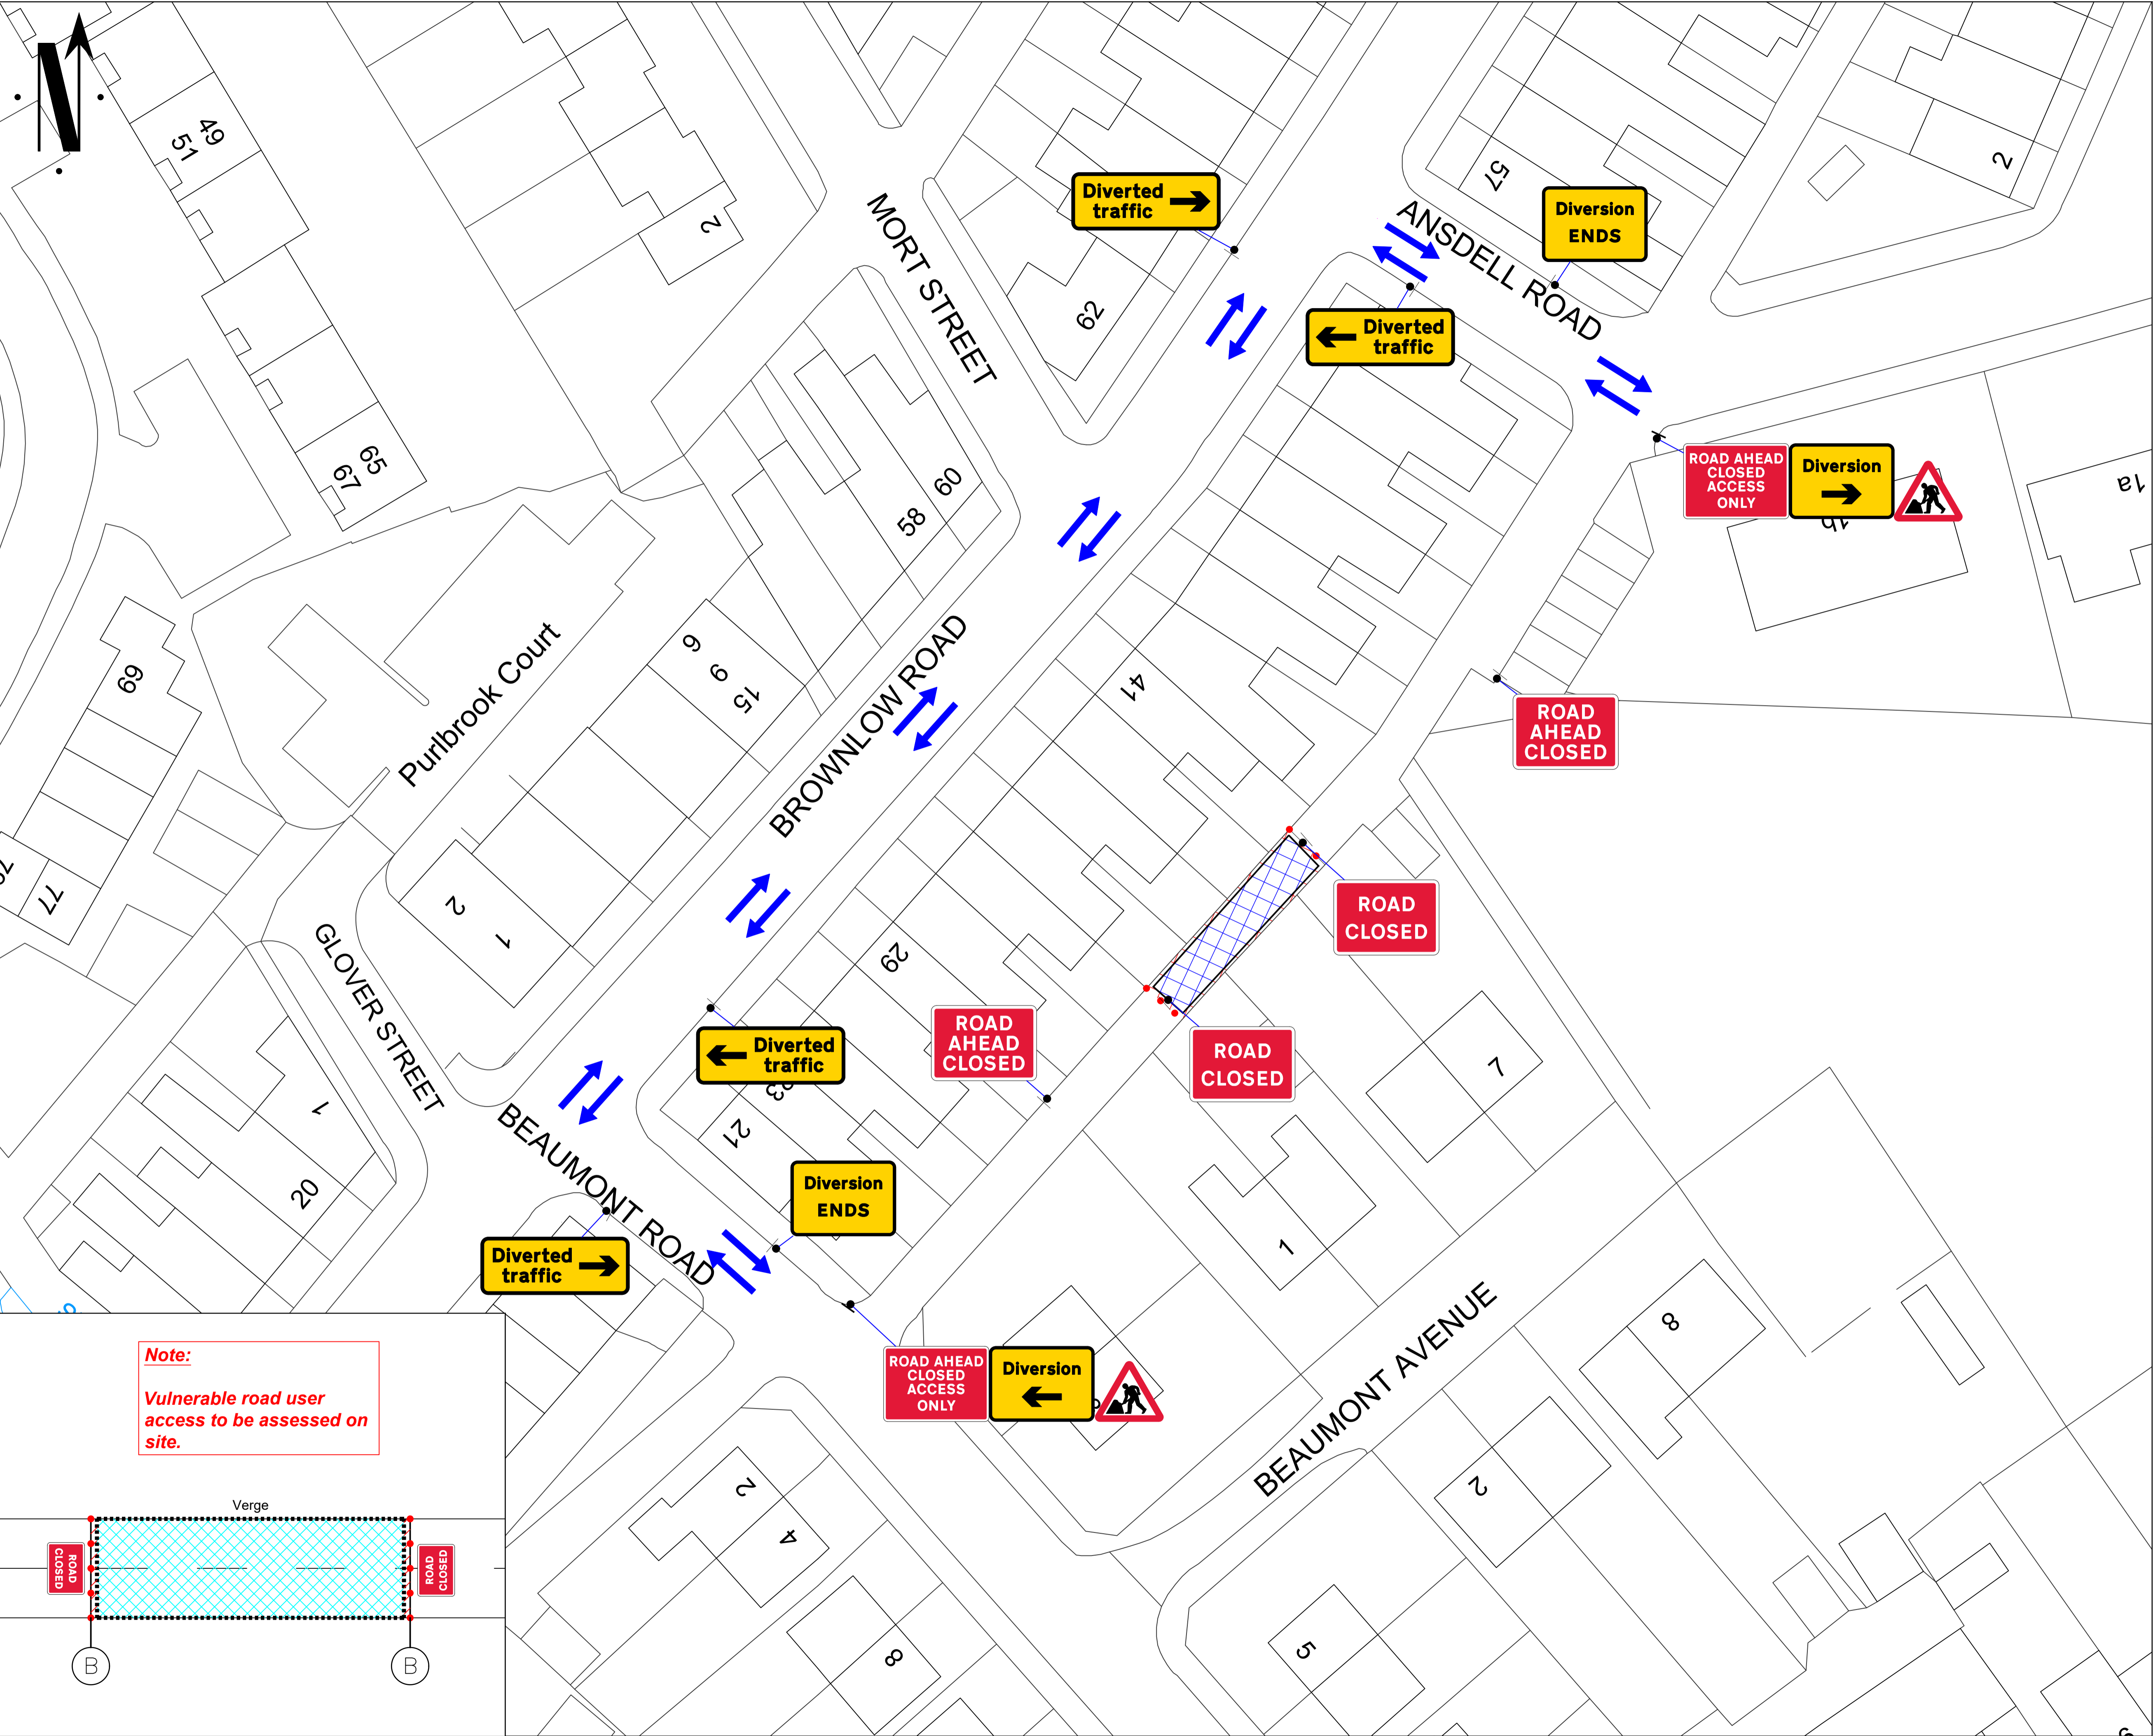 N
49
51
2
MORT STREET
Diverted
traffic
57
ANSDELL ROAD
Diversion
ENDS
2
62
Diverted
traffic
65
67
60
58
ROAD AHEAD
CLOSED
ACCESS
ONLY
Diversion
1b
1a
69
Purlbrook Court
6
9
15
BROWNLOW ROAD
41
ROAD
AHEAD
CLOSED
77
2
1
GLOVER STREET
29
ROAD
CLOSED
ROAD
AHEAD
CLOSED
ROAD
CLOSED
7
Diverted
traffic
23
21
1
20
BEAUMONT ROAD
Diversion
ENDS
Diverted
traffic
1
ROAD AHEAD
CLOSED
ACCESS
ONLY
Diversion
BEAUMONT AVENUE
8
2
2
4
8
5
Note:
Vulnerable road user
access to be assessed on
site.
Verge
ROAD
CLOSED
ROAD
CLOSED
B
B